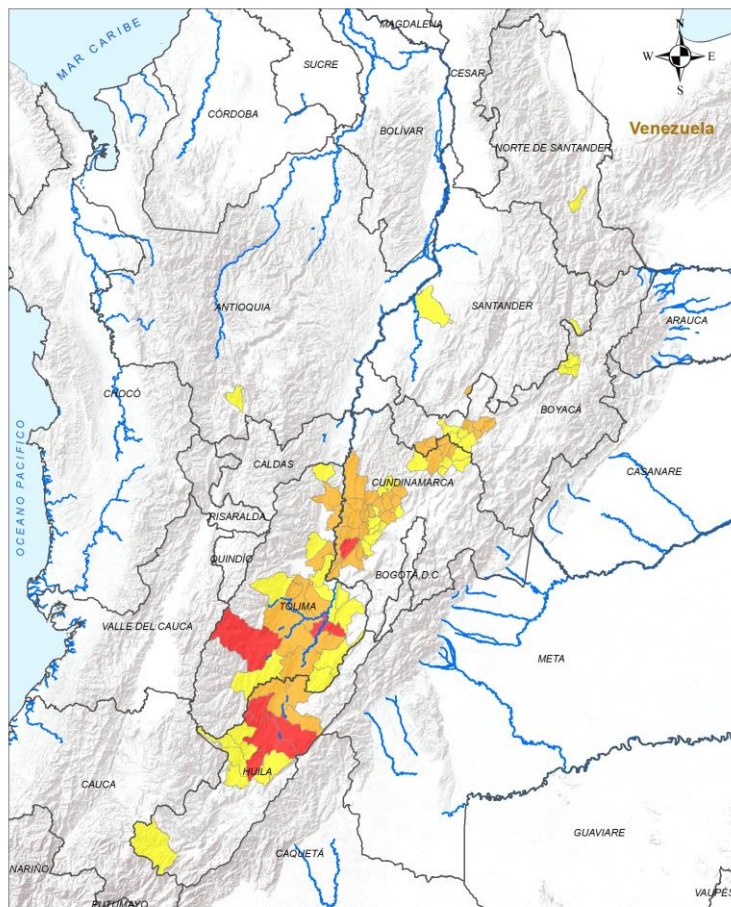 MAGDALENA
N
MAR CARIBE
SUCRE
CESAR
W
E
S
CÓRDOBA
BOLÍVAR
Venezuela
NORTE DE SANTANDER
ANTIOQUIA
SANTANDER
ARAUCA
CHOCÓ
BOYACÁ
CALDAS
CUNDINAMARCA
CASANARE
OCEANO PACIFICO
RISARALDA
QUINDÍO
BOGOTÁ,D.C
TOLIMA
VALLE DEL CAUCA
META
HUILA
CAUCA
GUAVIARE
CAQUETÁ
NARIÑO
PUTUMAYO
VAUPÉS